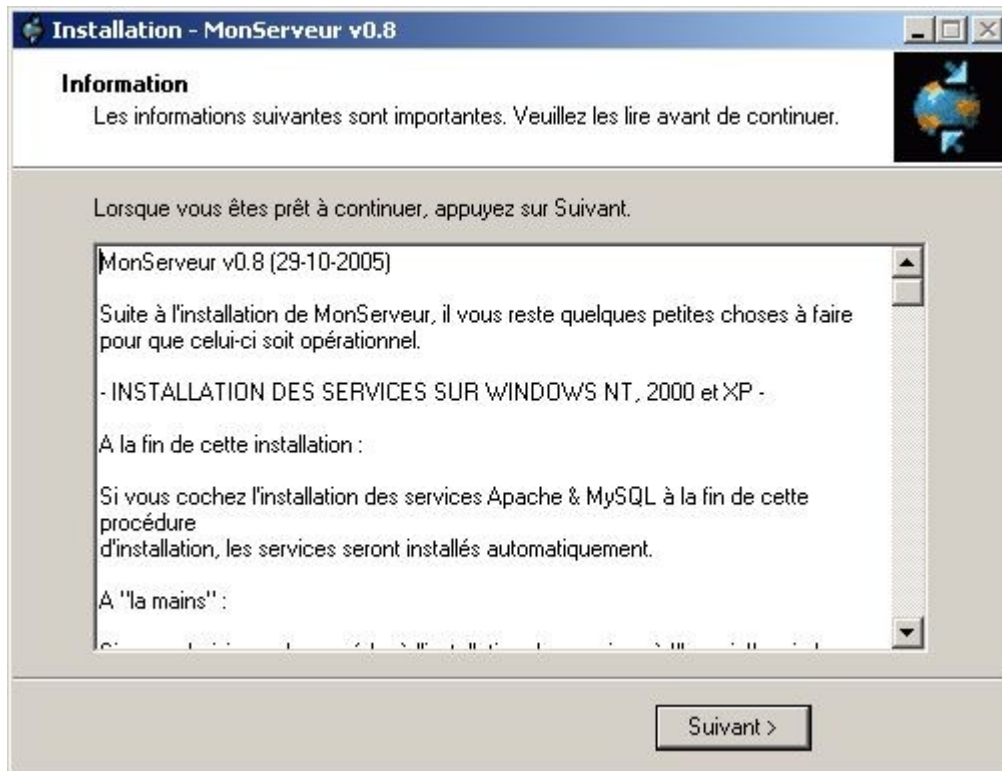 Installation - MonServeur v0.8
Information
Les informations suivantes sont importantes. Veuillez les lire avant de continuer.
Lorsque vous êtes prêt à continuer, appuyez sur Suivant.
MonServeur v0.8 (29-10-2005)
Suite à l'installation de MonServeur, il vous reste quelques petites choses à faire
pour que celui-ci soit opérationnel.
- INSTALLATION DES SERVICES SUR WINDOWS NT, 2000 et XP -
A la fin de cette installation :
Si vous cochez l'installation des services Apache & MySQL à la fin de cette
procédure
d'installation, les services seront installés automatiquement.
A "la mains" :
Suivant >